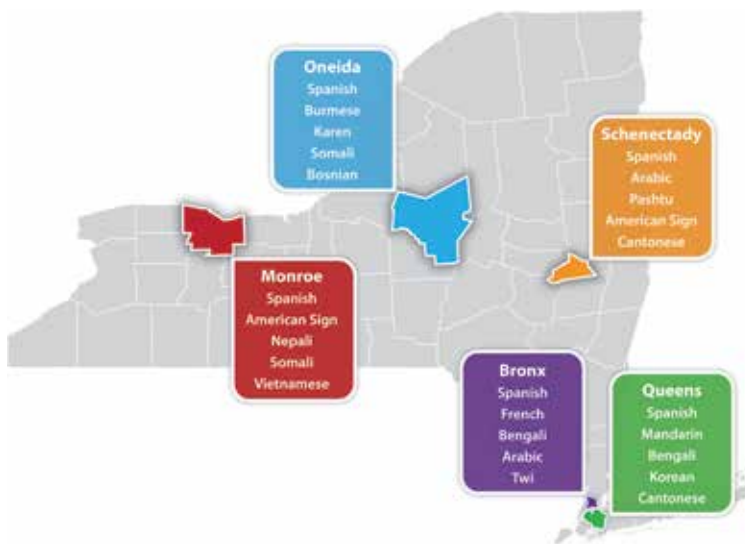 Oneida
Spanish
Burmese
Karen
Somali
Bosnian
Schenectady
Spanish
Arabic
Pashtu
American Sign
Cantonese
Monroe
Spanish
American Sign
Nepali
Somali
Vietnamese
Bronx
Spanish
French
Bengali
Arabic
Twi
Queens
Spanish
Mandarin
Bengali
Korean
Cantonese